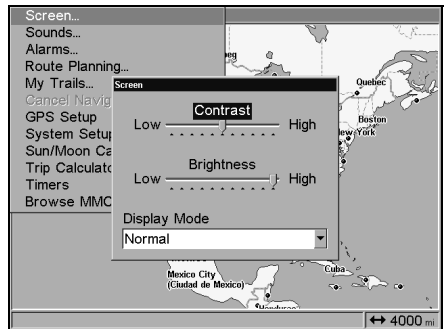 Screen...
Sounds...
Alarms...
Route Planning...
My Trails...
Cancel Navig
GPS Setup
System Setu
Sun/Moon Ca
Trip Calculato
Timers
Browse MMC
Screen
Contrast
Low
High
Brightness
Low
High
Display Mode
Normal
Quebec
Boston
New York
Mexico City
(Ciudad de Mexico)
Cuba
4000 mi